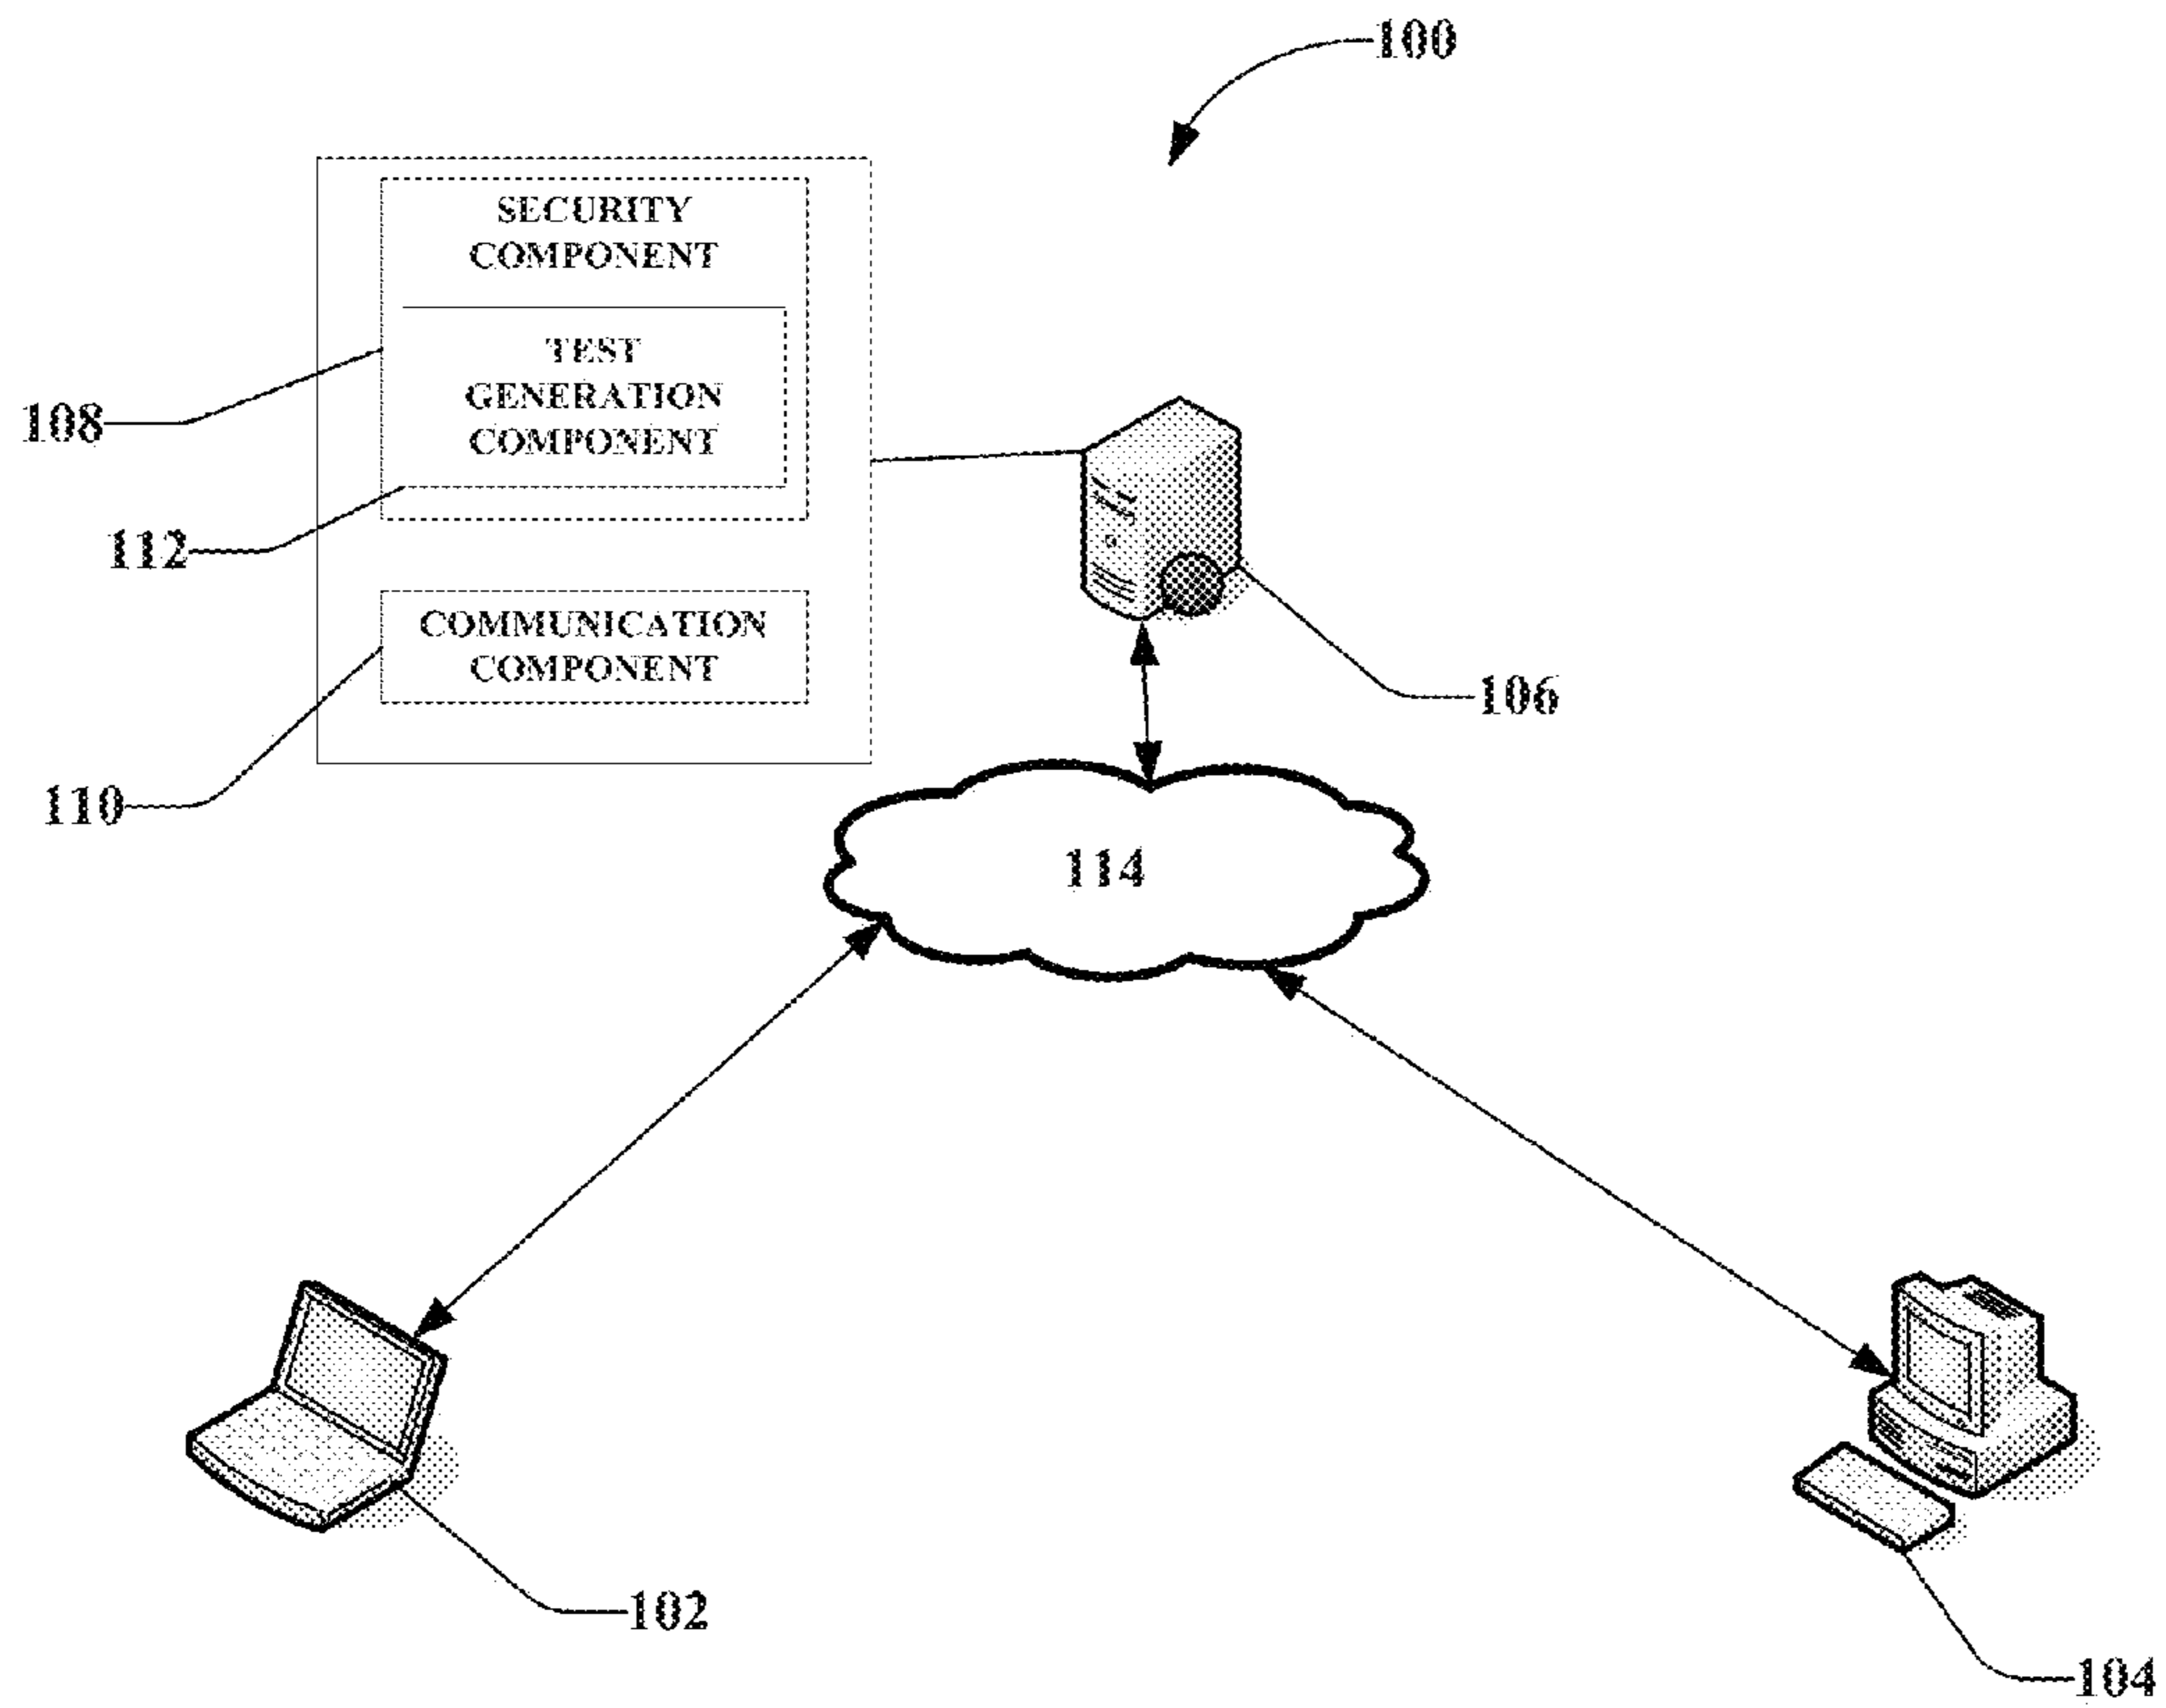 100
SECURITY
COMPONENT
TEST
GENERATION
COMPONENT
108
112
COMMUNICATION
COMPONENT
106
110
114
102
104